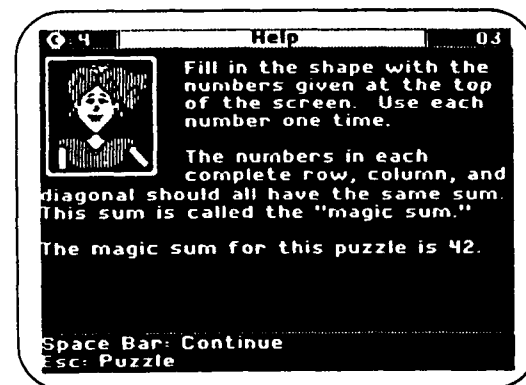 4 Help 03
Fill in the shape with the
numbers given at the top
of the screen. Use each
number one time.
The numbers in each
complete row, column, and
diagonal should all have the same sum.
This sum is called the "magic sum."
The magic sum for this puzzle is 42.
Space Bar: Continue
Esc: Puzzle